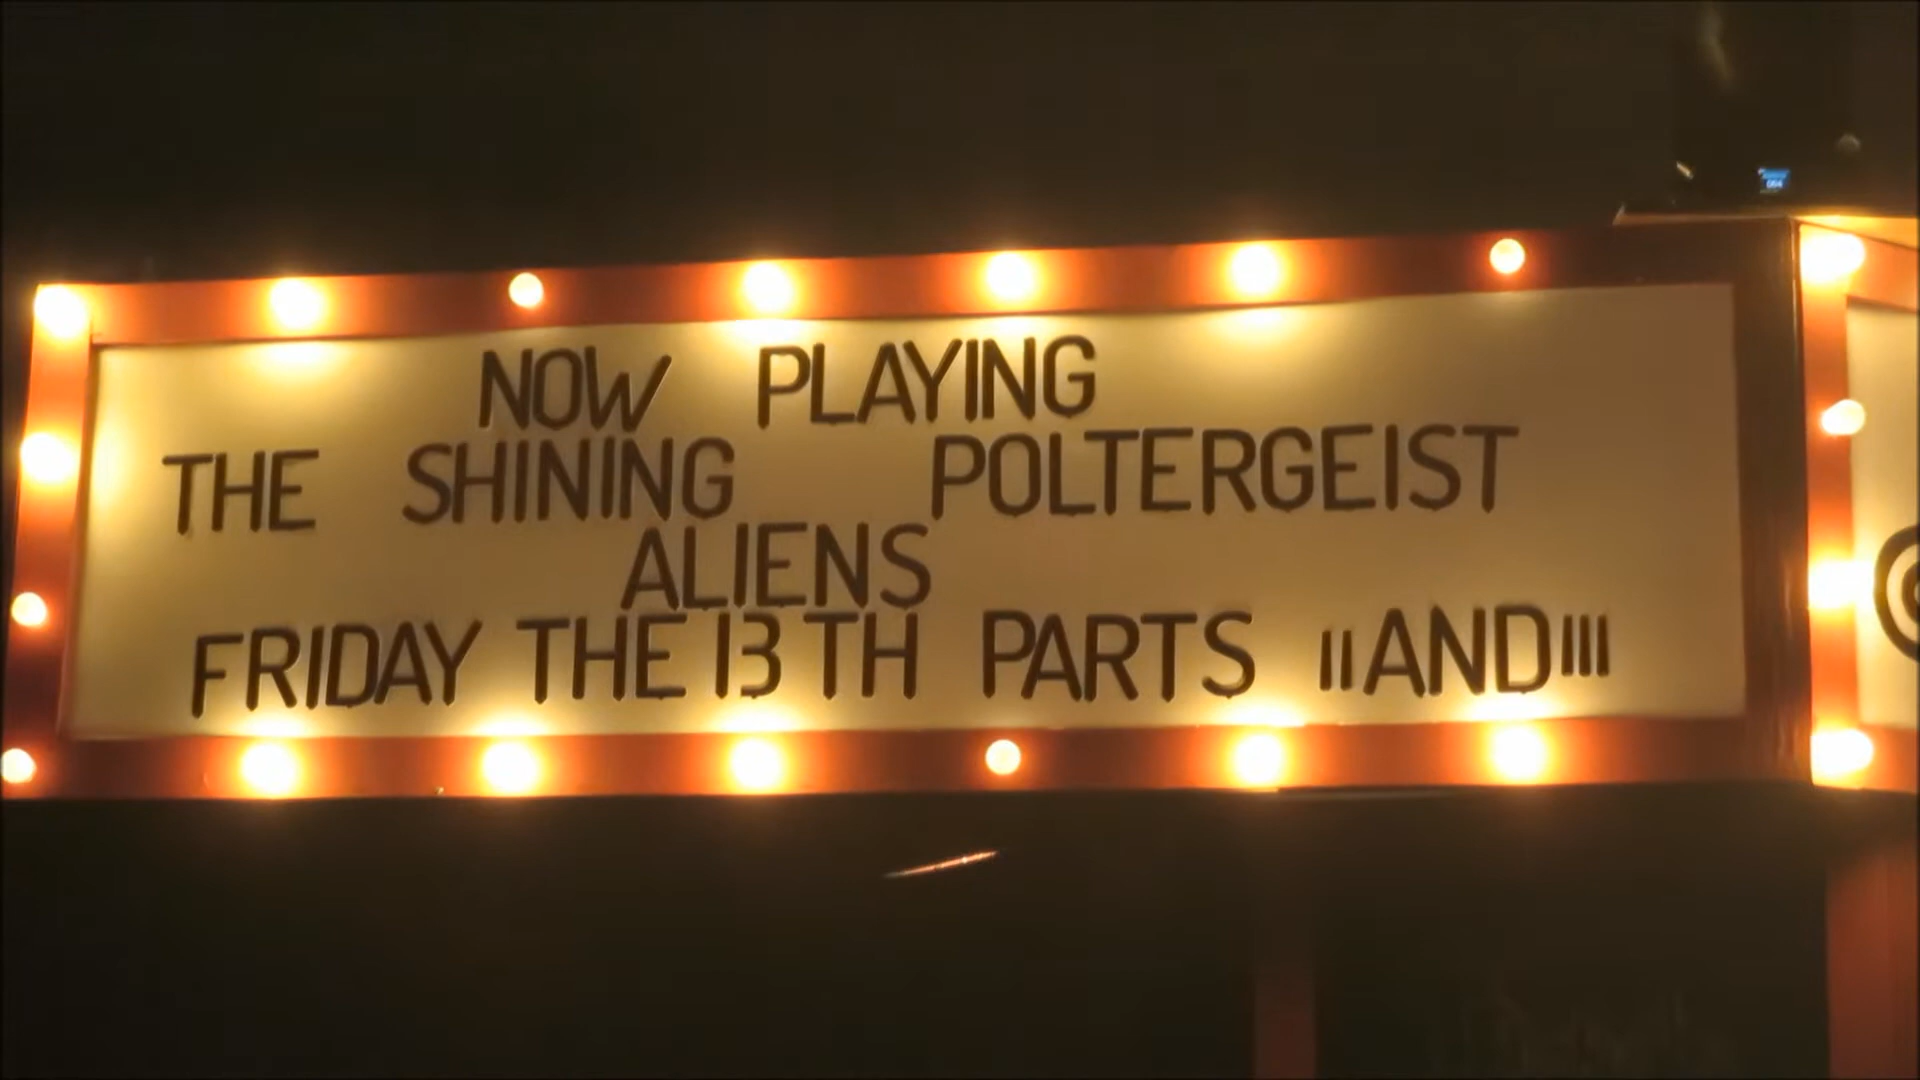 NOW PLAYING
THE SHINING POLTERGEIST
ALIENS
FRIDAY THE 13TH PARTS II AND III